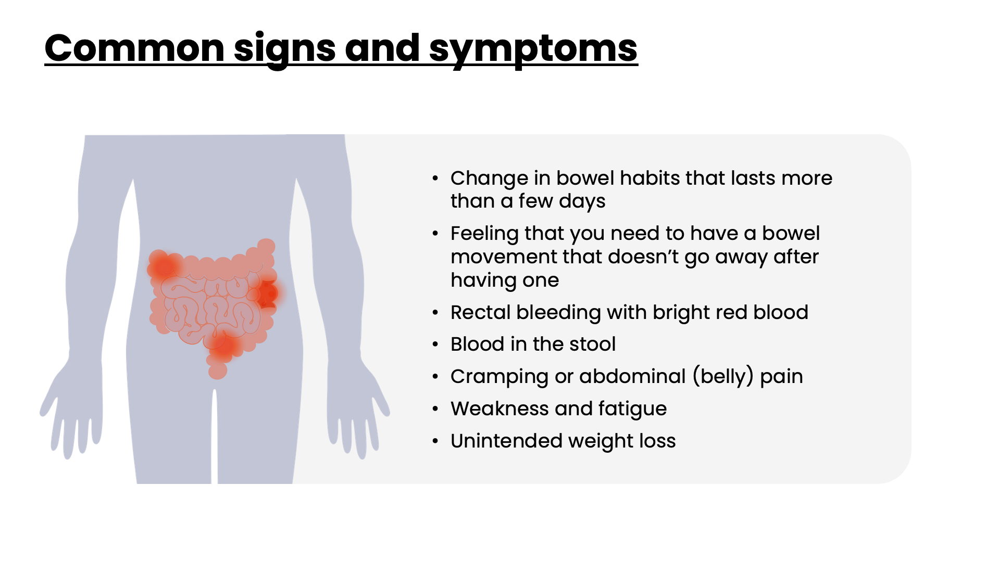 Common signs and symptoms
• Change in bowel habits that lasts more
than a few days
• Feeling that you need to have a bowel
movement that doesn’t go away after
having one
• Rectal bleeding with bright red blood
• Blood in the stool
• Cramping or abdominal (belly) pain
• Weakness and fatigue
• Unintended weight loss